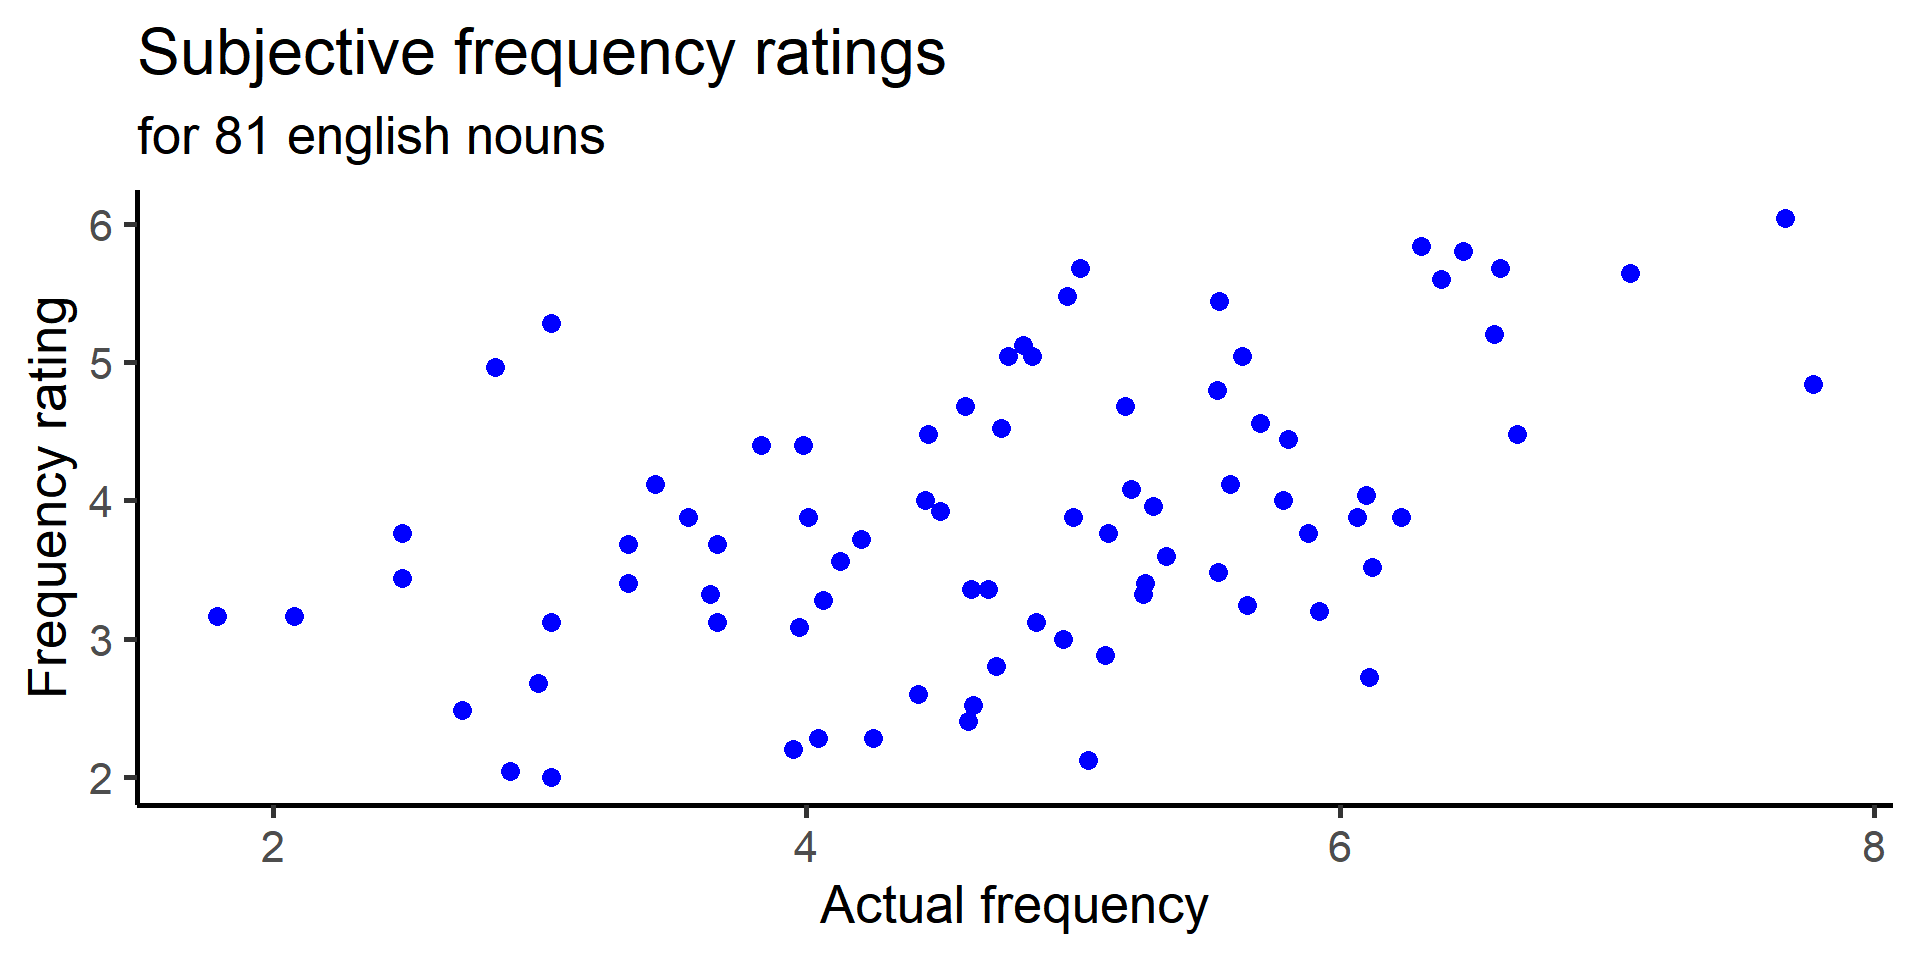 Subjective frequency ratings
for 81 english nouns
6
5
4
3
2
Frequency rating
2 4 6 8
Actual frequency